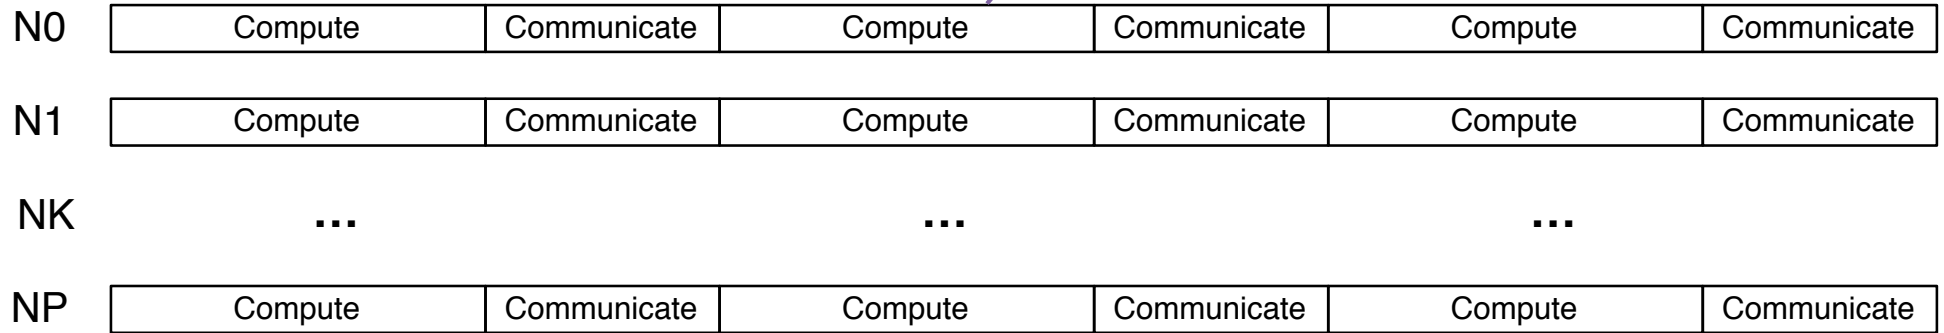 N0 Compute Communicate Compute Communicate Compute Communicate
N1 Compute Communicate Compute Communicate Compute Communicate
NK ... ... ...
NP Compute Communicate Compute Communicate Compute Communicate